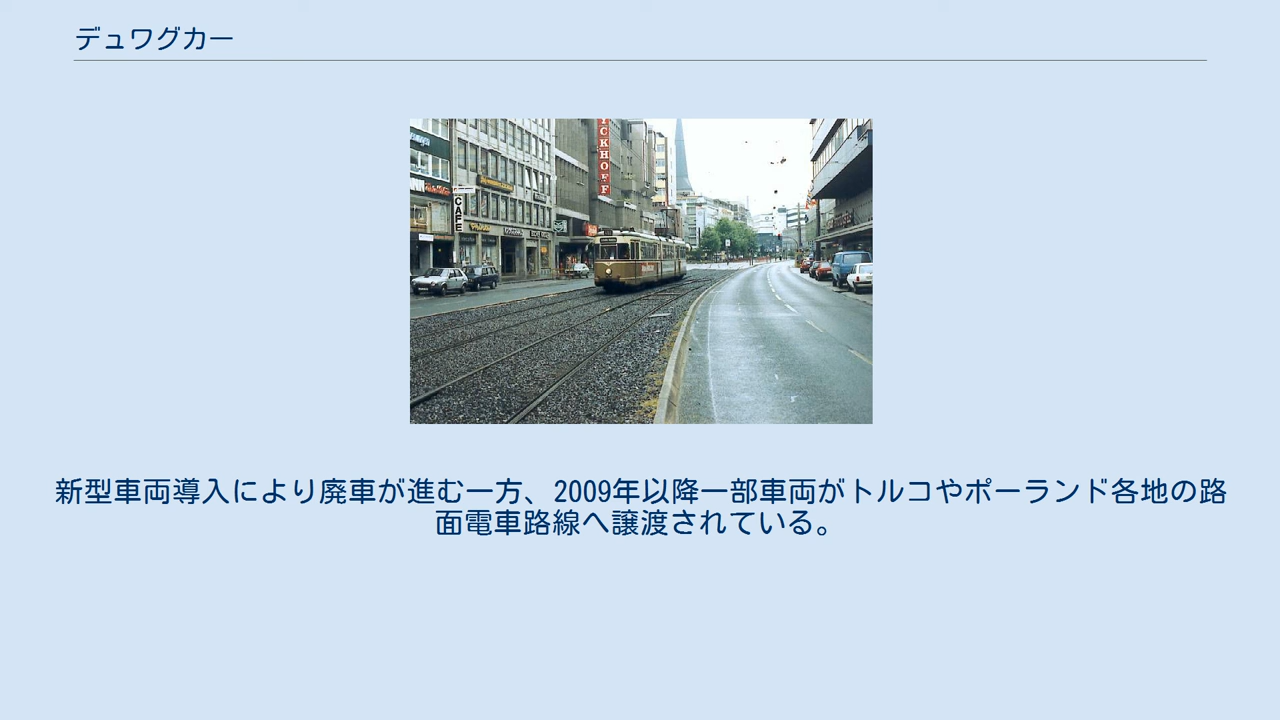 デュワグカー
ICKHOFF
CAFE
新型車両導入により廃車が進む一方、2009年以降一部車両がトルコやポーランド各地の路
面電車路線へ譲渡されている。